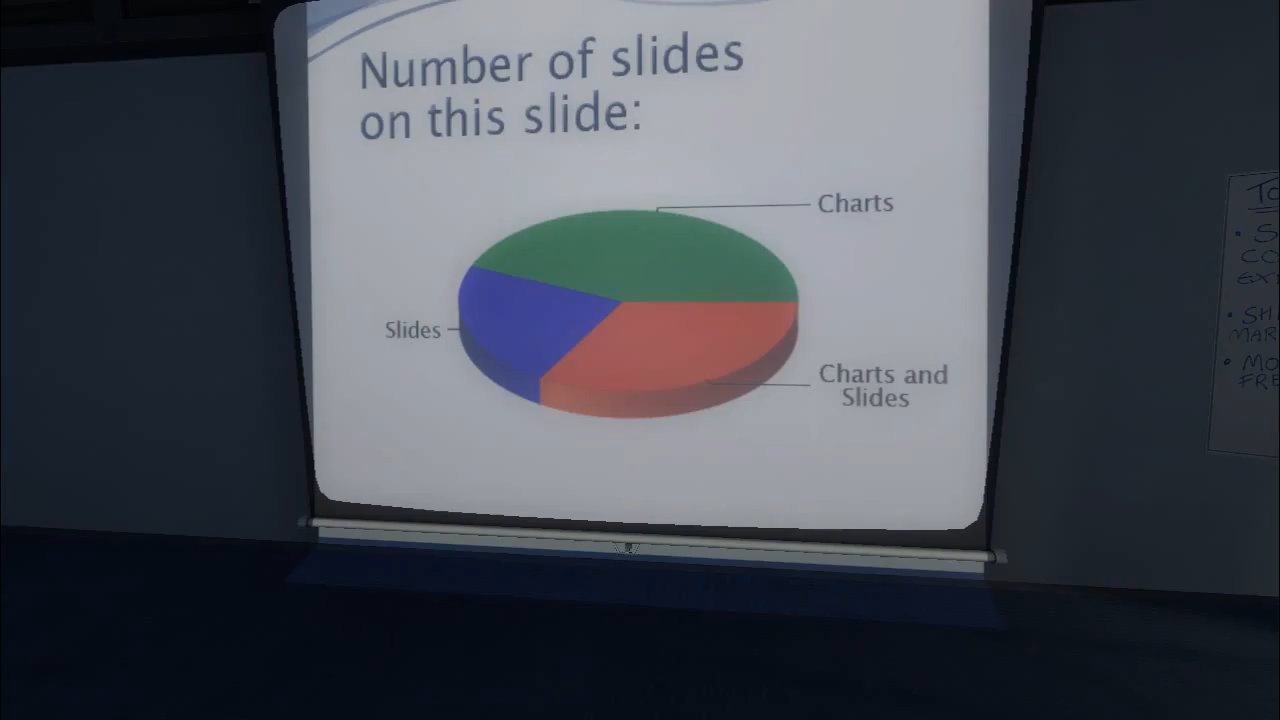 Number of slides
on this slide:
Charts
Slides
Charts and
Slides